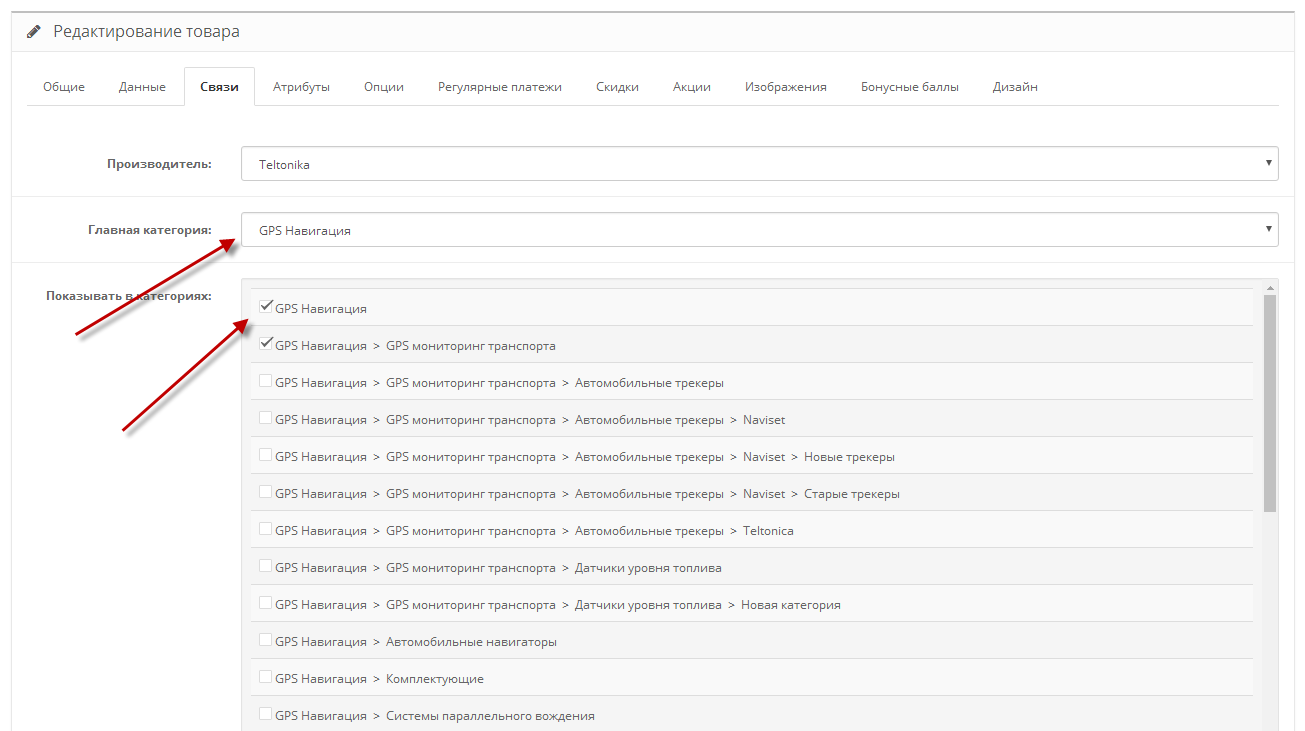 Редактирование товара
Общие Данные Связи Атрибуты Опции Регулярные платежи Скидки Акции Изображения Бонусные баллы Дизайн
Производитель: Teltonika
Главная категория: GPS Навигация
Показывать в категориях:
GPS Навигация
GPS Навигация > GPS мониторинг транспорта
GPS Навигация > GPS мониторинг транспорта > Автомобильные трекеры
GPS Навигация > GPS мониторинг транспорта > Автомобильные трекеры > Naviset
GPS Навигация > GPS мониторинг транспорта > Автомобильные трекеры > Naviset > Новые трекеры
GPS Навигация > GPS мониторинг транспорта > Автомобильные трекеры > Naviset > Старые трекеры
GPS Навигация > GPS мониторинг транспорта > Автомобильные трекеры > Teltonica
GPS Навигация > GPS мониторинг транспорта > Датчики уровня топлива
GPS Навигация > GPS мониторинг транспорта > Датчики уровня топлива > Новая категория
GPS Навигация > Автомобильные навигаторы
GPS Навигация > Комплектующие
GPS Навигация > Системы параллельного вождения